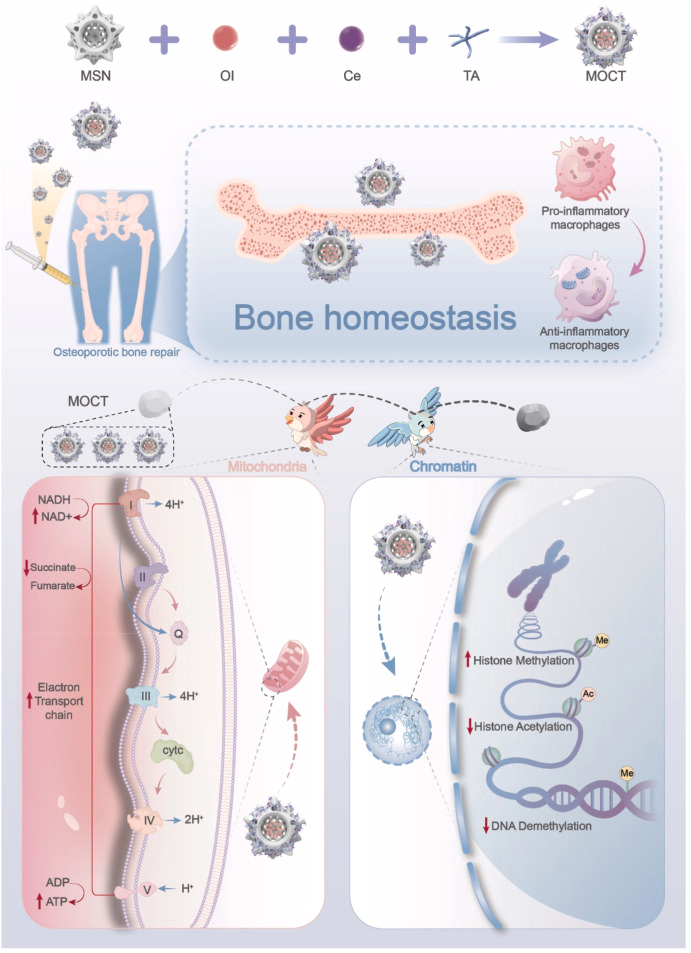 MSN
OI
Ce
TA
MOCT
Pro-inflammatory
macrophages
Bone homeostasis
Anti-inflammatory
macrophages
Osteoporotic bone repair
MOCT
Mitochondria
Chromatin
NADH
NAD+
I
4H⁺
Succinate
Fumarate
II
Q
Elactron
Transport
chain
III
4H⁺
cytc
IV
2H⁺
ADP
ATP
V
H⁺
Me
Histone Methylation
Ac
Histone Acetylation
Me
DNA Demethylation